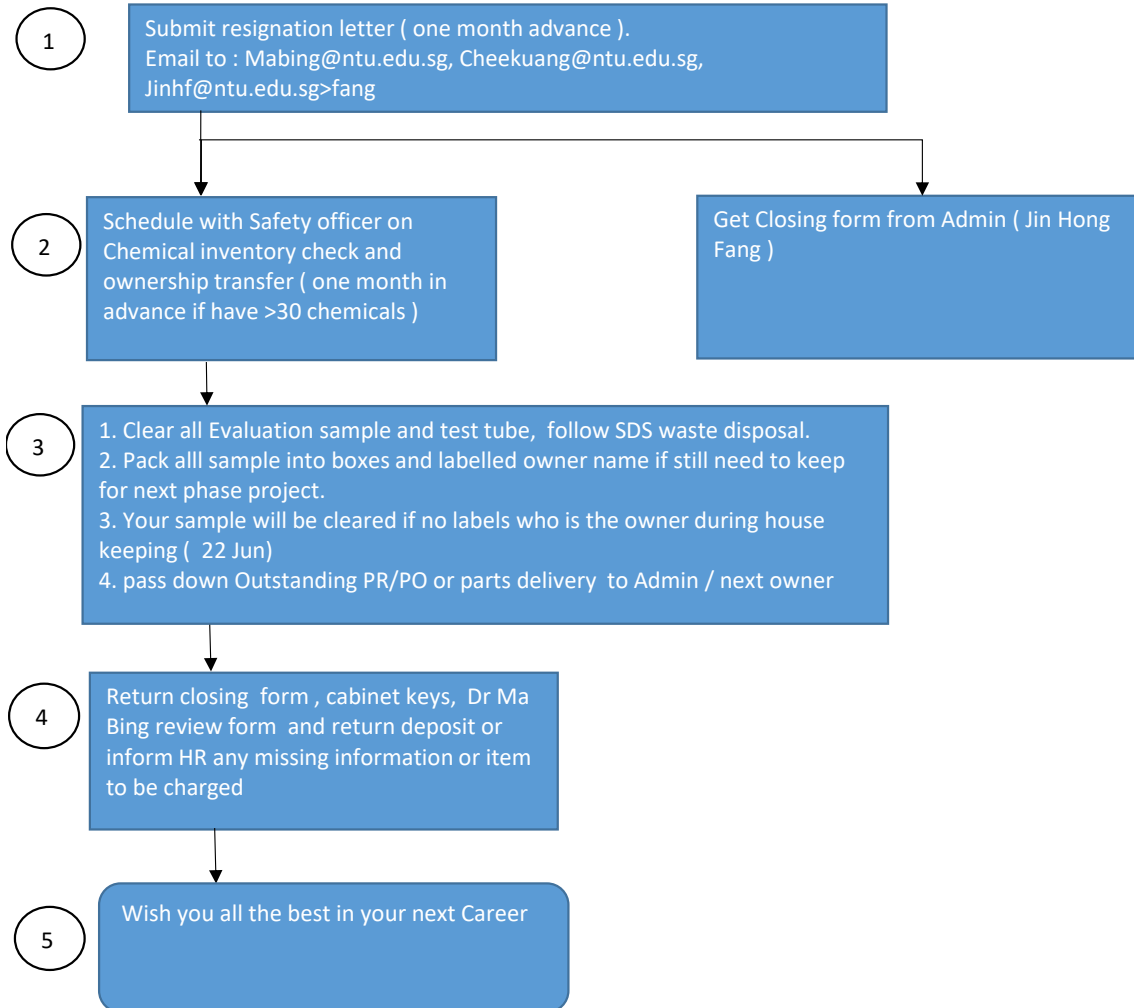 1
Submit resignation letter ( one month advance ).
Email to : Mabing@ntu.edu.sg, Cheekuang@ntu.edu.sg,
Jinhf@ntu.edu.sg>fang
2
Schedule with Safety officer on
Chemical inventory check and
ownership transfer ( one month in
advance if have >30 chemicals )
Get Closing form from Admin ( Jin Hong
Fang )
3
1. Clear all Evaluation sample and test tube, follow SDS waste disposal.
2. Pack alll sample into boxes and labelled owner name if still need to keep
for next phase project.
3. Your sample will be cleared if no labels who is the owner during house
keeping ( 22 Jun)
4. pass down Outstanding PR/PO or parts delivery to Admin / next owner
4
Return closing form , cabinet keys, Dr Ma
Bing review form and return deposit or
inform HR any missing information or item
to be charged
5
Wish you all the best in your next Career